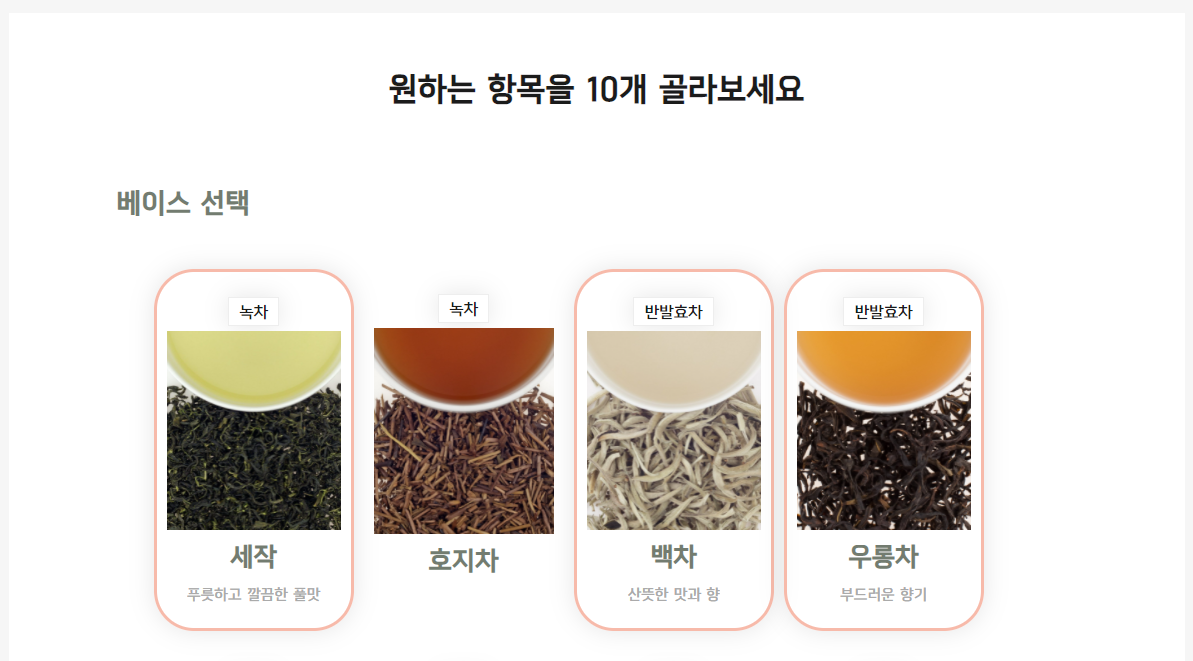 원하는 항목을 10개 골라보세요
베이스 선택
녹차
세작
푸릇하고 깔끔한 풀맛
녹차
호지차
반발효차
백차
산뜻한 맛과 향
반발효차
우롱차
부드러운 향기